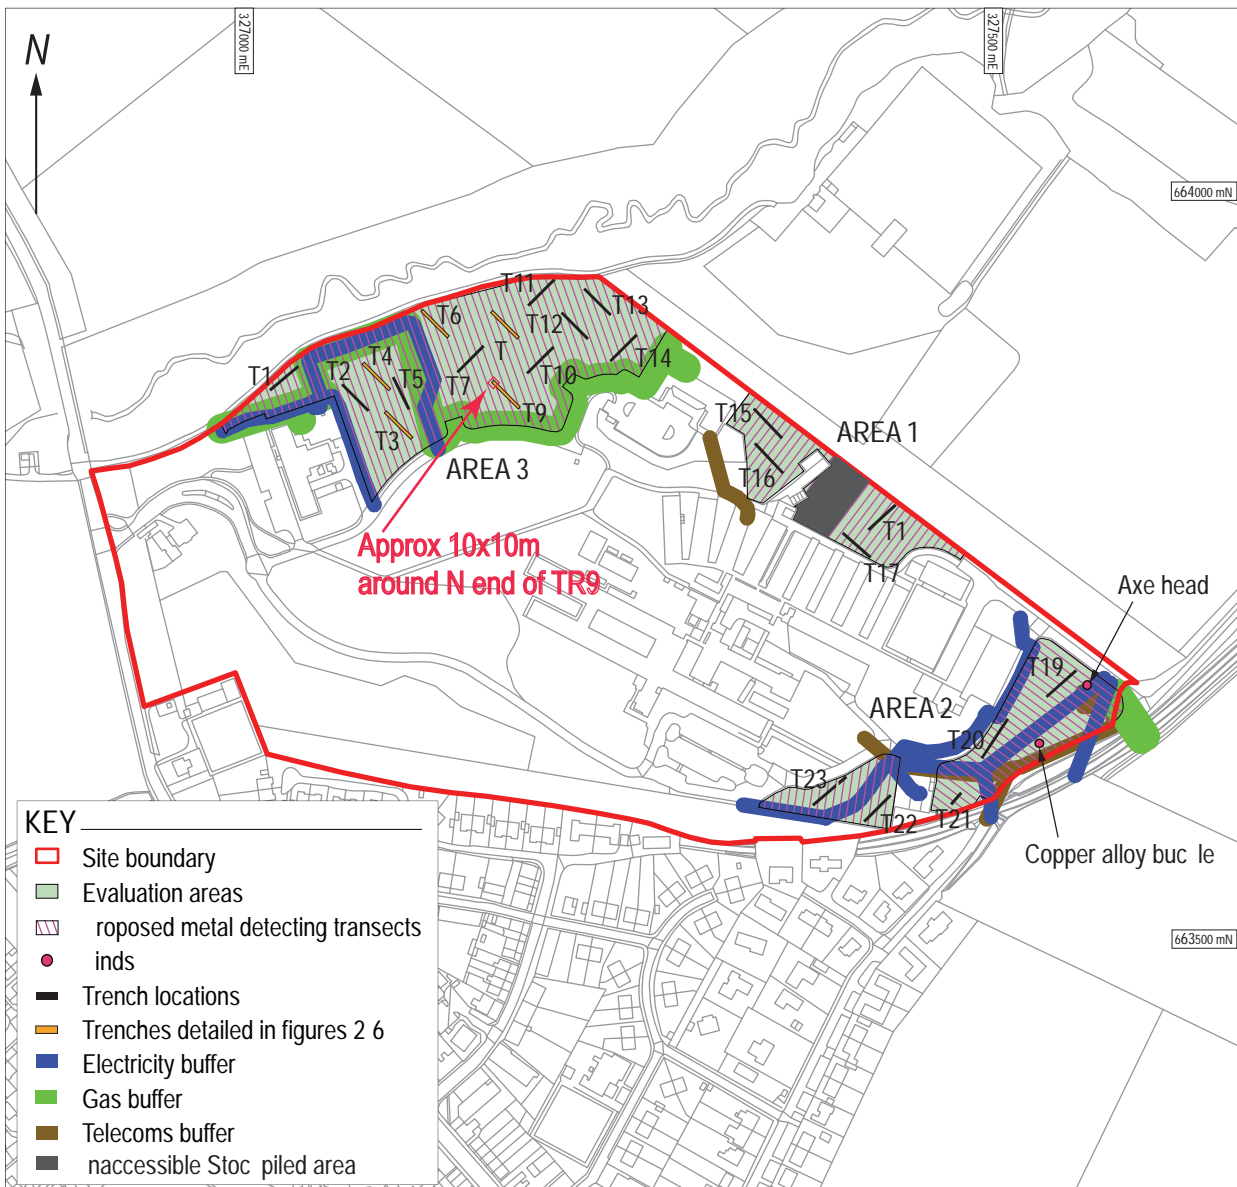 N
327000 mE
327500 mE
664000 mN
T11
T13
T6
T12
T
T14
T4
T1
T2
T5
T7
T10
T9
T3
AREA 3
T15
AREA 1
T16
T1
T17
Approx 10x10m
around N end of TR9
Axe head
T19
AREA 2
T20
T23
T22
T21
Copper alloy buc le
663500 mN
KEY
Site boundary
Evaluation areas
roposed metal detecting transects
inds
Trench locations
Trenches detailed in figures 2 6
Electricity buffer
Gas buffer
Telecoms buffer
naccessible Stoc piled area